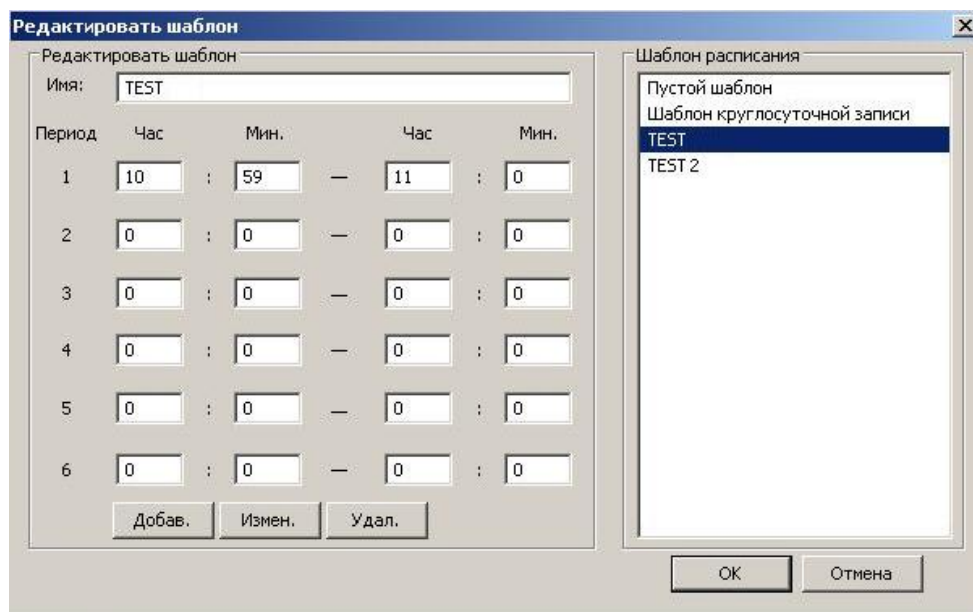 Редактировать шаблон
Редактировать шаблон
Имя: TEST
Период Час Мин. Час Мин.
1 10 : 59 — 11 : 0
2 0 : 0 — 0 : 0
3 0 : 0 — 0 : 0
4 0 : 0 — 0 : 0
5 0 : 0 — 0 : 0
6 0 : 0 — 0 : 0
Добав. Измен. Удал.
Шаблон расписания
Пустой шаблон
Шаблон круглосуточной записи
TEST
TEST 2
OK Отмена